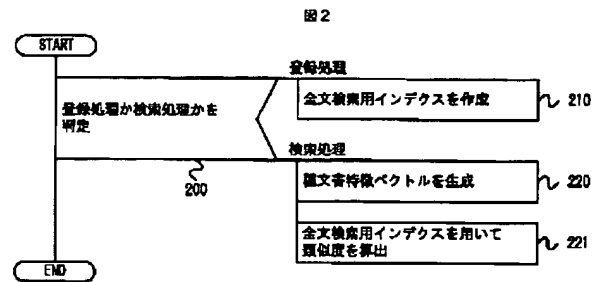 図2
START
登録処理
登録処理か検索処理かを
判定
全文検索用インデクスを作成
210
検索処理
200
種文書特徴ベクトルを生成
220
全文検索用インデクスを用いて
類似度を算出
221
END